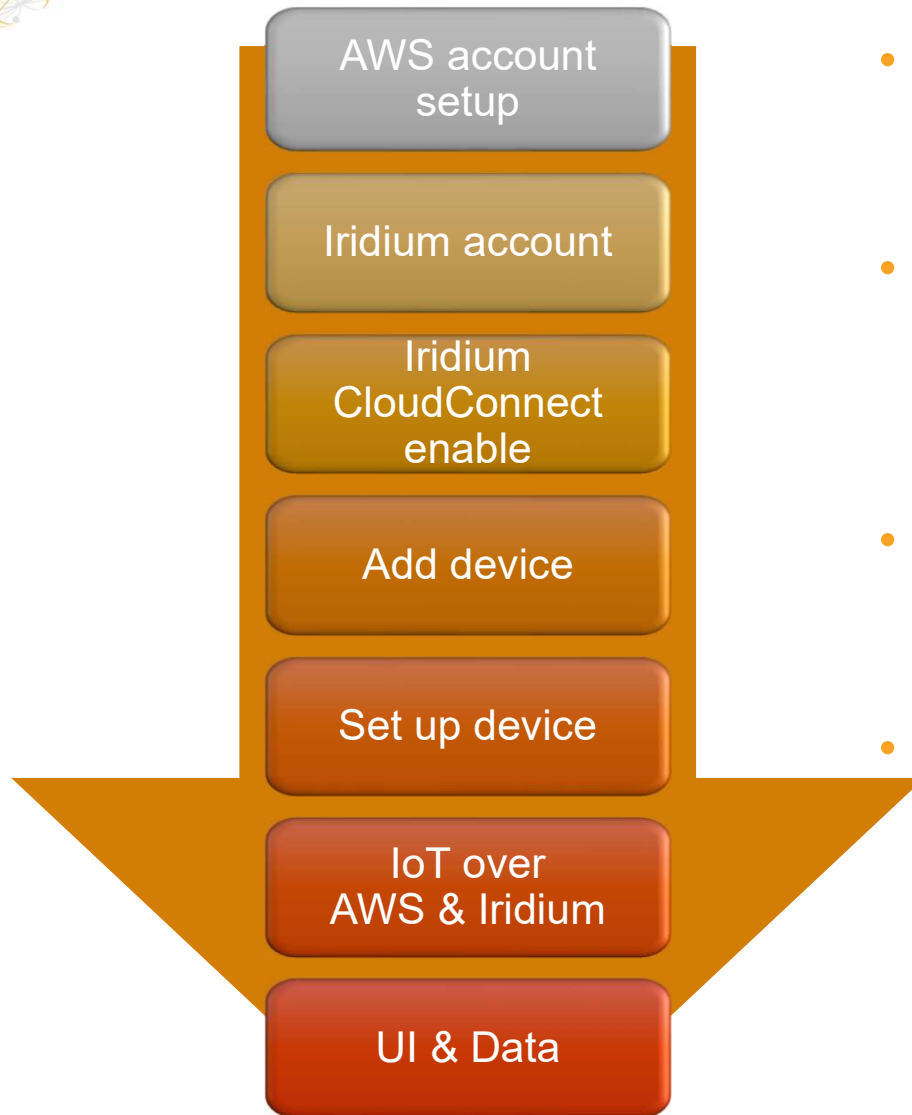 AWS account
setup
Iridium account
Iridium
CloudConnect
enable
Add device
Set up device
IoT over
AWS & Iridium
UI & Data